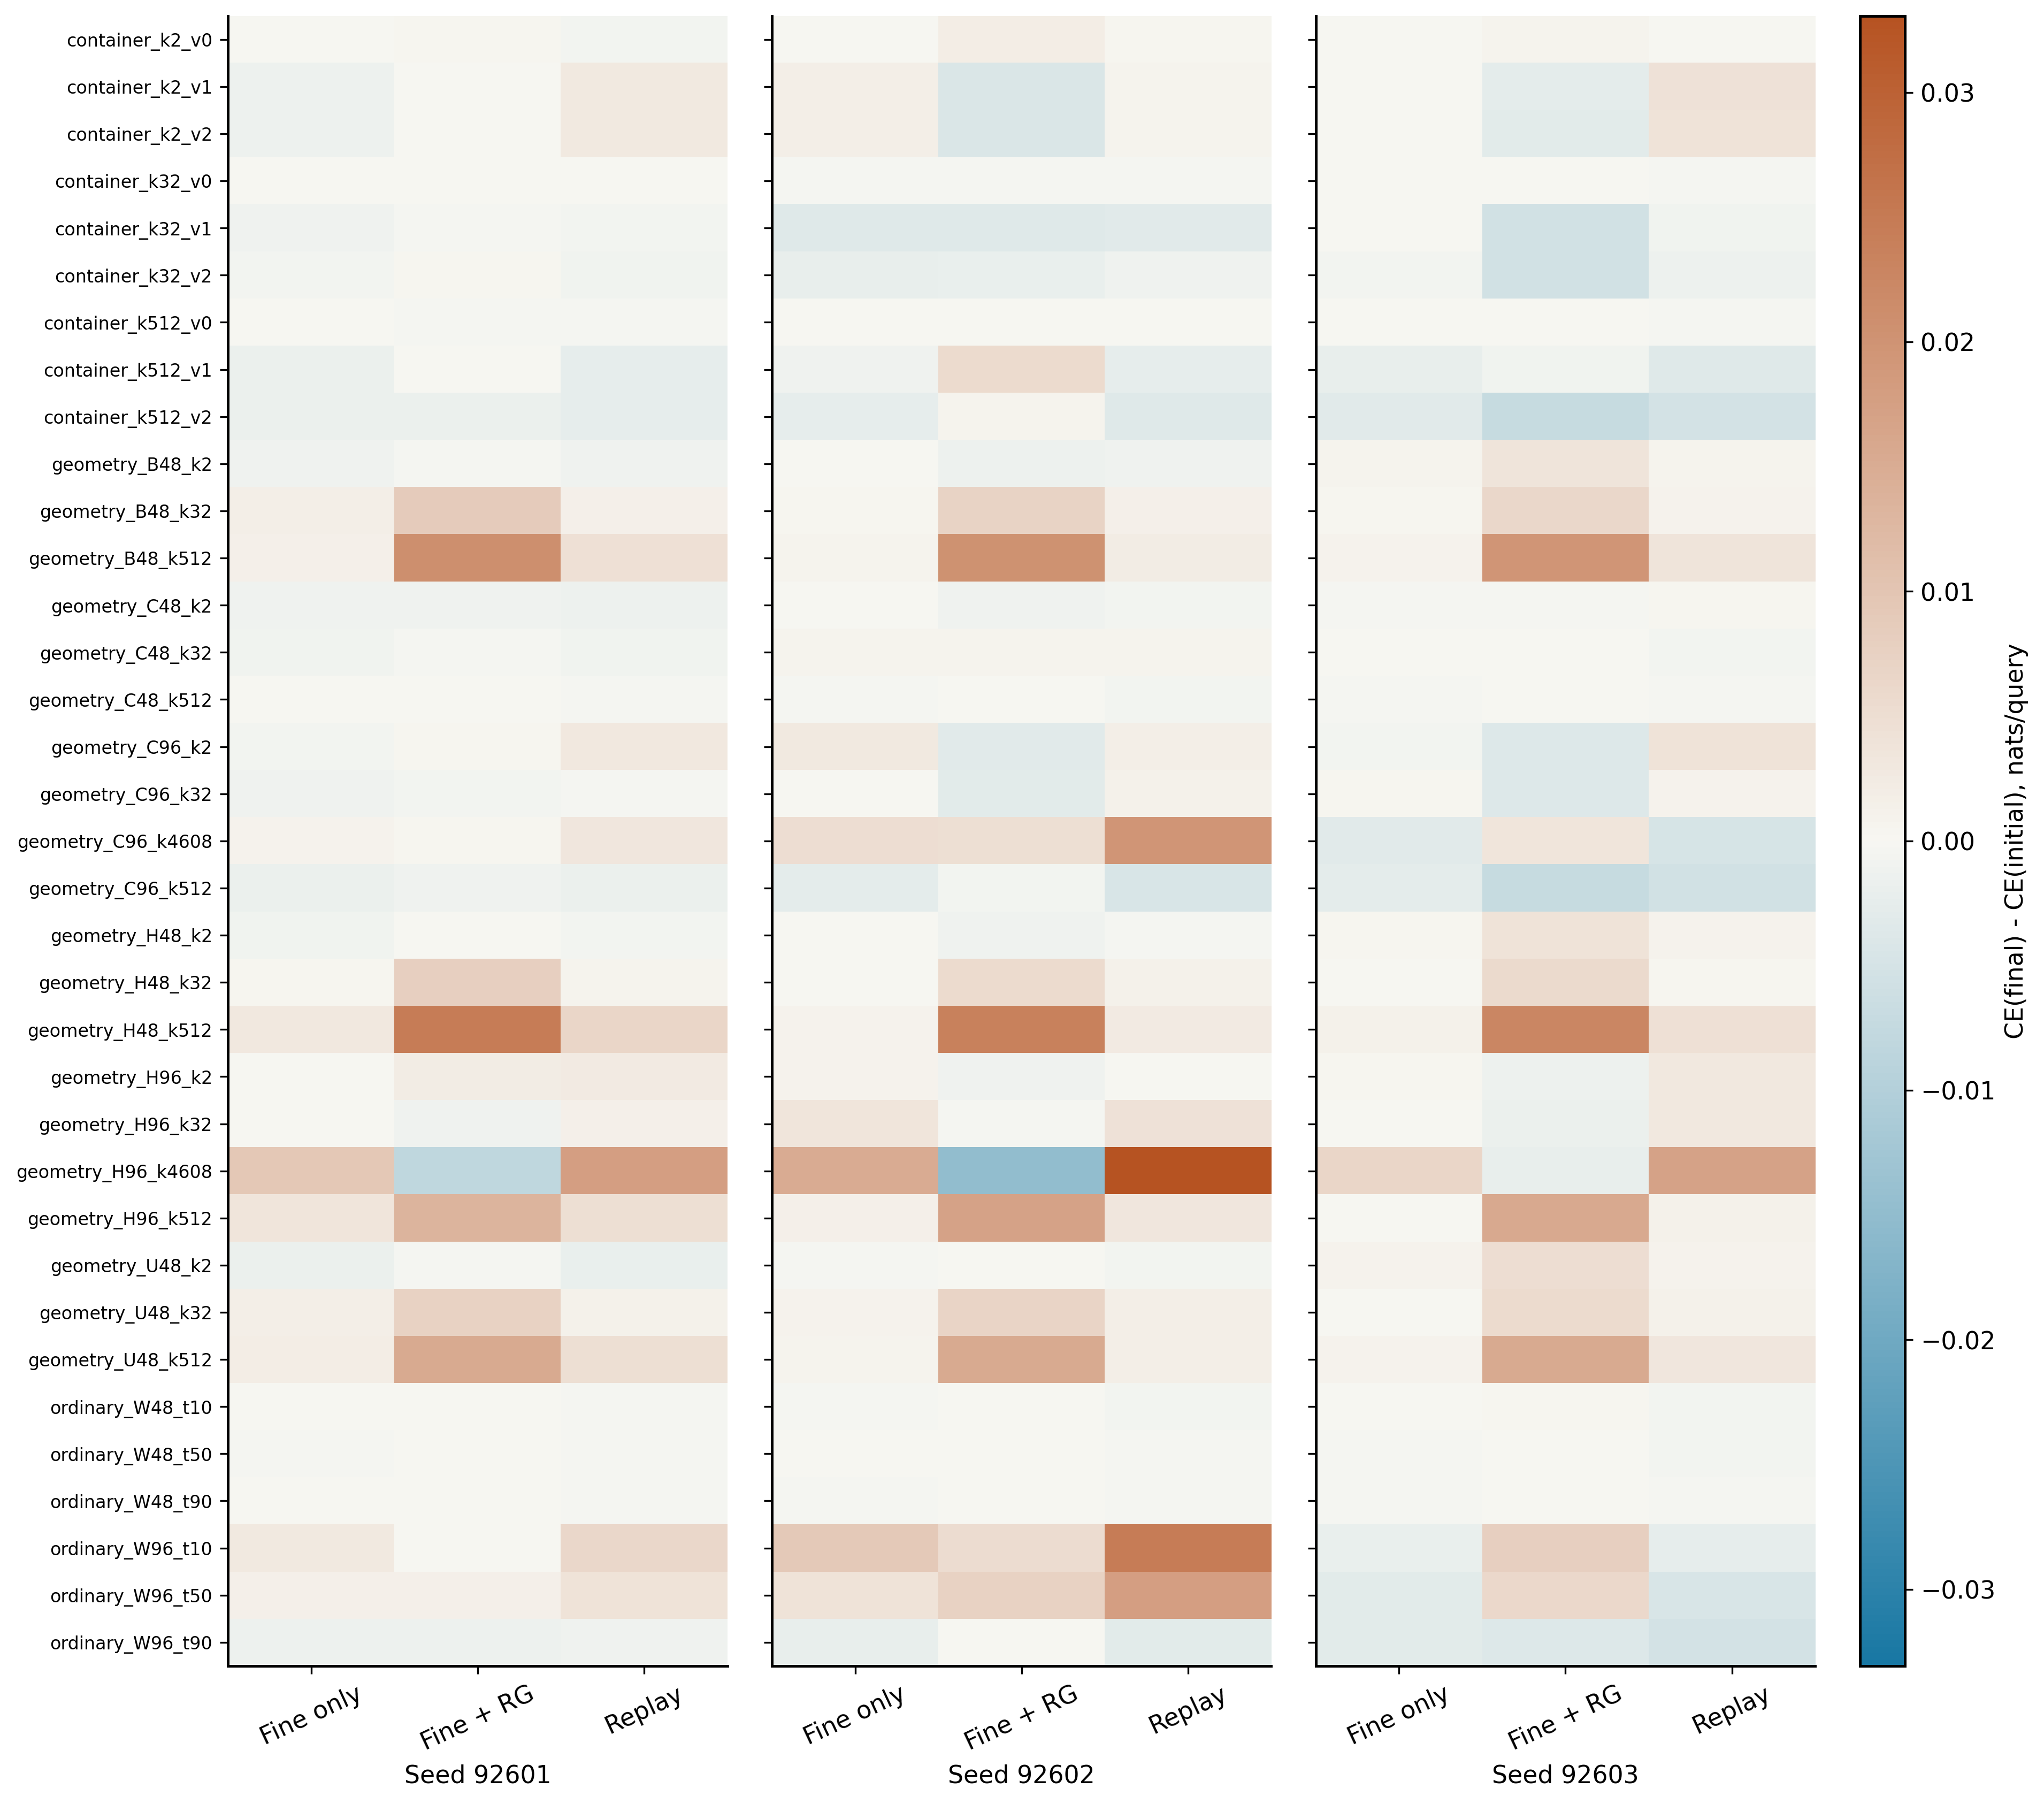 container_k2_v0
container_k2_v1
container_k2_v2
container_k32_v0
container_k32_v1
container_k32_v2
container_k512_v0
container_k512_v1
container_k512_v2
geometry_B48_k2
geometry_B48_k32
geometry_B48_k512
geometry_C48_k2
geometry_C48_k32
geometry_C48_k512
geometry_C96_k2
geometry_C96_k32
geometry_C96_k4608
geometry_C96_k512
geometry_H48_k2
geometry_H48_k32
geometry_H48_k512
geometry_H96_k2
geometry_H96_k32
geometry_H96_k4608
geometry_H96_k512
geometry_U48_k2
geometry_U48_k32
geometry_U48_k512
ordinary_W48_t10
ordinary_W48_t50
ordinary_W48_t90
ordinary_W96_t10
ordinary_W96_t50
ordinary_W96_t90
Fine only
Fine + RG
Replay
Seed 92601
Fine only
Fine + RG
Replay
Seed 92602
Fine only
Fine + RG
Replay
Seed 92603
0.03
0.02
0.01
0.00
−0.01
−0.02
−0.03
CE(final) - CE(initial), nats/query